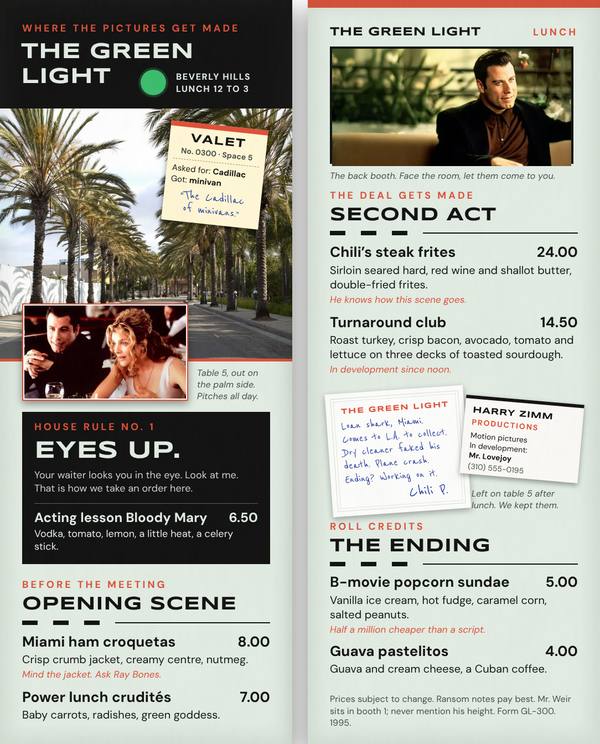 WHERE THE PICTURES GET MADE
THE GREEN
LIGHT
BEVERLY HILLS
LUNCH 12 TO 3
VALET
No. 0300 · Space 5
Asked for: Cadillac
Got: minivan
"The Cadillac
of minivans."
Table 5, out on
the palm side.
Pitches all day.
HOUSE RULE NO. 1
EYES UP.
Your waiter looks you in the eye. Look at me.
That is how we take an order here.
Acting lesson Bloody Mary 6.50
Vodka, tomato, lemon, a little heat, a celery
stick.
BEFORE THE MEETING
OPENING SCENE
Miami ham croquetas 8.00
Crisp crumb jacket, creamy centre, nutmeg.
Mind the jacket. Ask Ray Bones.
Power lunch crudités 7.00
Baby carrots, radishes, green goddess.
THE GREEN LIGHT LUNCH
The back booth. Face the room, let them come to you.
THE DEAL GETS MADE
SECOND ACT
Chili's steak frites 24.00
Sirloin seared hard, red wine and shallot butter,
double-fried frites.
He knows how this scene goes.
Turnaround club 14.50
Roast turkey, crisp bacon, avocado, tomato and
lettuce on three decks of toasted sourdough.
In development since noon.
THE GREEN LIGHT
Loan shark, Miami.
Comes to L.A. to collect.
Dry cleaner faked his
death. Plane crash.
Ending? Working on it.
Chili P.
HARRY ZIMM
PRODUCTIONS
Motion pictures
In development:
Mr. Lovejoy
(310) 555-0195
Left on table 5 after
lunch. We kept them.
ROLL CREDITS
THE ENDING
B-movie popcorn sundae 5.00
Vanilla ice cream, hot fudge, caramel corn,
salted peanuts.
Half a million cheaper than a script.
Guava pastelitos 4.00
Guava and cream cheese, a Cuban coffee.
Prices subject to change. Ransom notes pay best. Mr. Weir
sits in booth 1; never mention his height. Form GL-300.
1995.